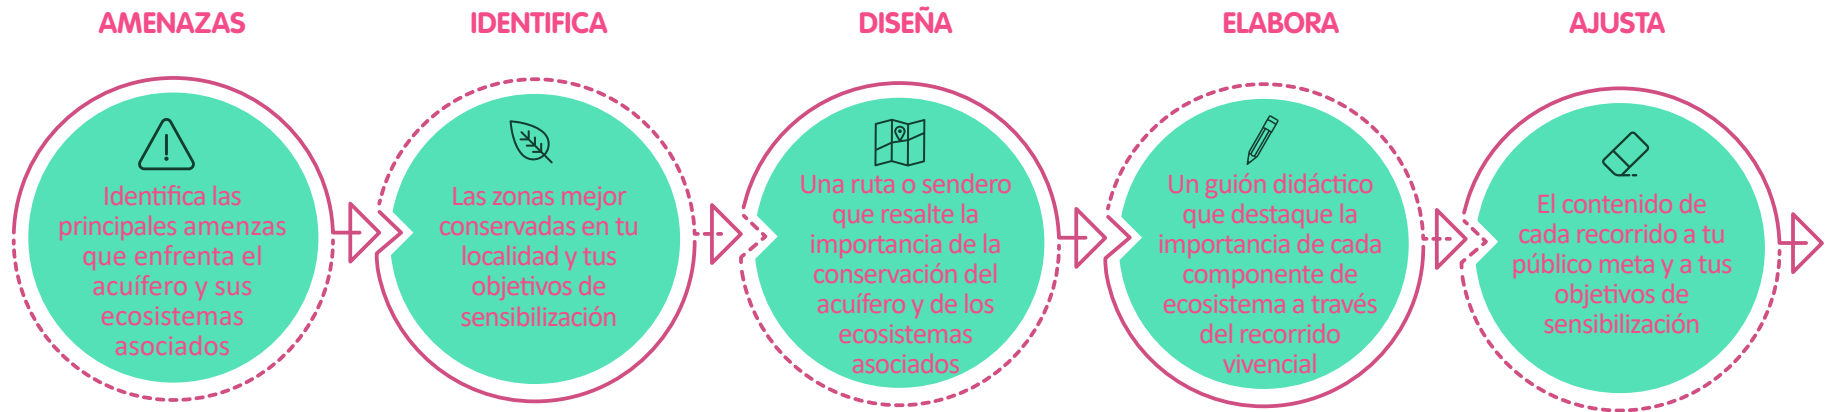 AMENAZAS
Identifica las
principales amenzas
que enfrenta el
acuífero y sus
ecosistemas
asociados
IDENTIFICA
Las zonas mejor
conservadas en tu
localidad y tus
objetivos de
sensibilización
DISEÑA
Una ruta o sendero
que resalte la
importancia de la
conservación del
acuífero y de los
ecosistemas
asociados
ELABORA
Un guión didáctico
que destaque la
importancia de cada
componente de
ecosistema a través
del recorrido
vivencial
AJUSTA
El contenido de
cada recorrido a tu
público meta y a tus
objetivos de
sensibilización